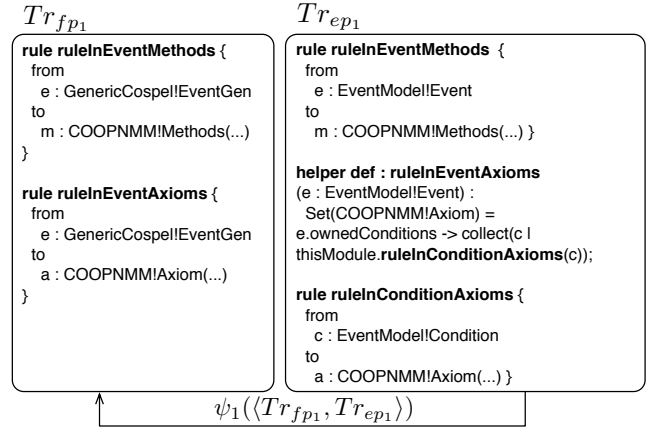 Tr_{fp_1}
rule ruleInEventMethods {
from
e : GenericCospel!EventGen
to
m : COOPNMM!Methods(...)
}
rule ruleInEventAxioms {
from
e : GenericCospel!EventGen
to
a : COOPNMM!Axiom(...)
}
Tr_{ep_1}
rule ruleInEventMethods {
from
e : EventModel!Event
to
m : COOPNMM!Methods(...) }
helper def : ruleInEventAxioms
(e : EventModel!Event) :
Set(COOPNMM!Axiom) =
e.ownedConditions -> collect(c |
thisModule.ruleInConditionAxioms(c));
rule ruleInConditionAxioms {
from
c : EventModel!Condition
to
a : COOPNMM!Axiom(...) }
ψ_1(⟨Tr_{fp_1}, Tr_{ep_1}⟩)